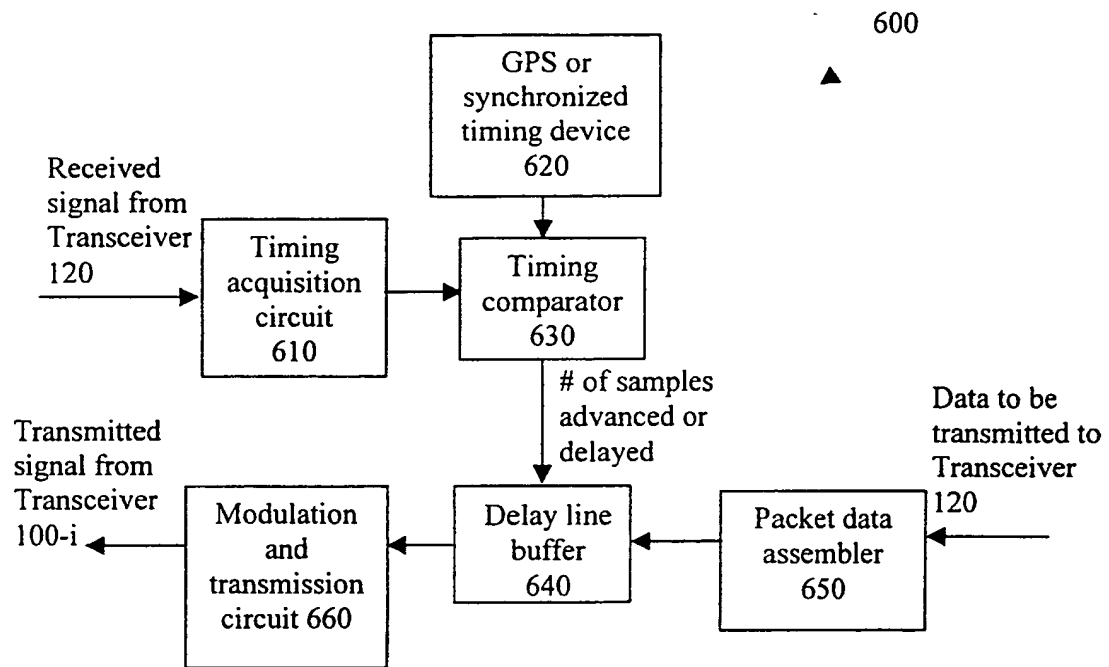 600
GPS or
synchronized
timing device
620
Received
signal from
Transceiver
120
Timing
acquisition
circuit
610
Timing
comparator
630
# of samples
advanced or
delayed
Data to be
transmitted to
Transceiver
120
Transmitted
signal from
Transceiver
100-i
Modulation
and
transmission
circuit 660
Delay line
buffer
640
Packet data
assembler
650